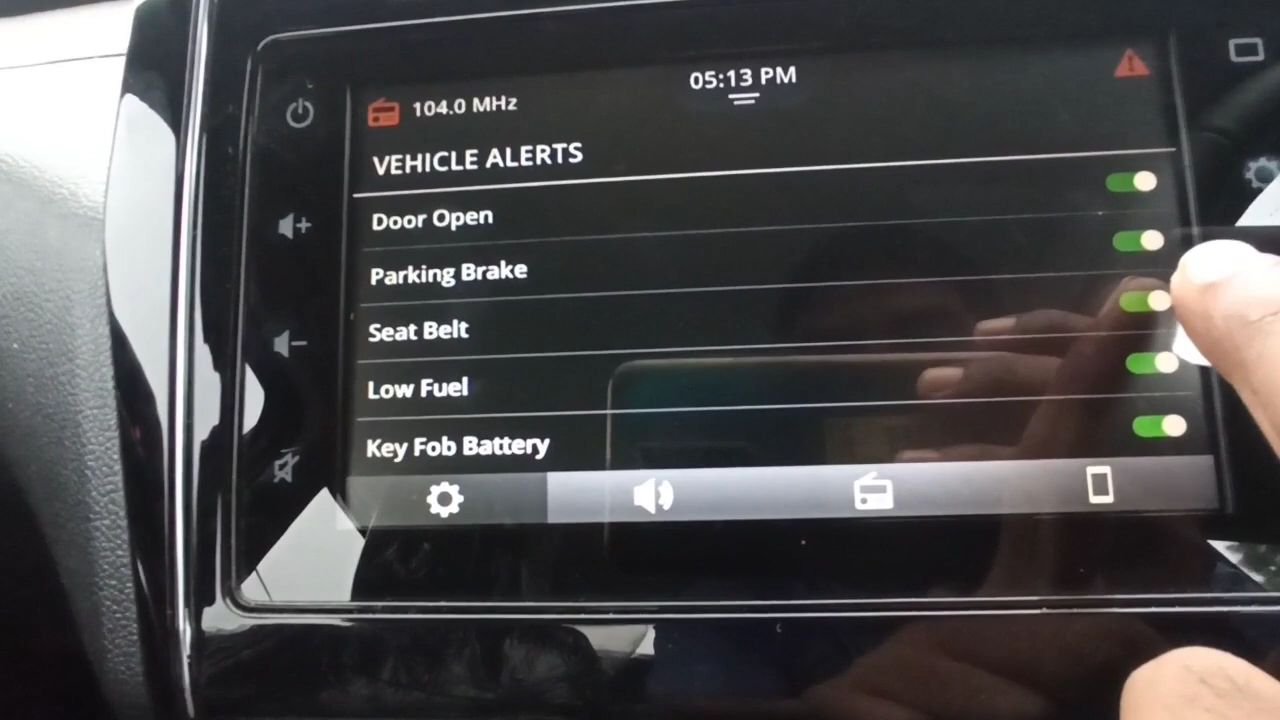 05:13 PM
104.0 MHz
VEHICLE ALERTS
Door Open
Parking Brake
Seat Belt
Low Fuel
Key Fob Battery